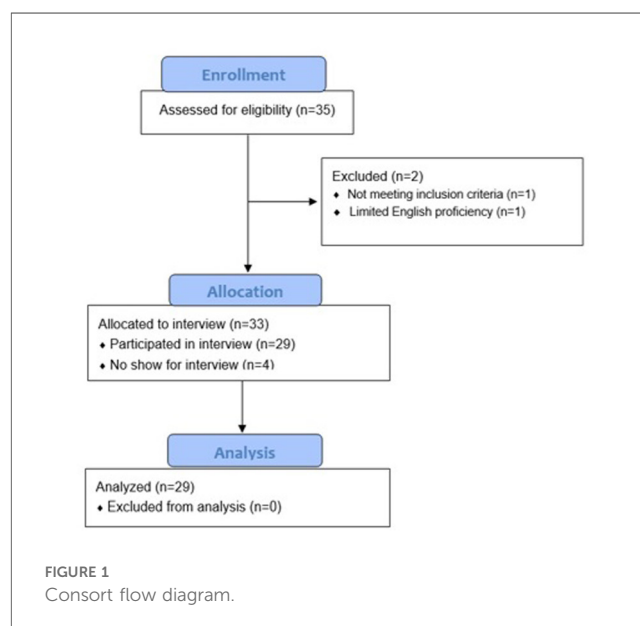 Enrollment
Assessed for eligibility (n=35)
Excluded (n=2)
♦ Not meeting inclusion criteria (n=1)
♦ Limited English proficiency (n=1)
Allocation
Allocated to interview (n=33)
♦ Participated in interview (n=29)
♦ No show for interview (n=4)
Analysis
Analyzed (n=29)
♦ Excluded from analysis (n=0)
FIGURE 1
Consort flow diagram.